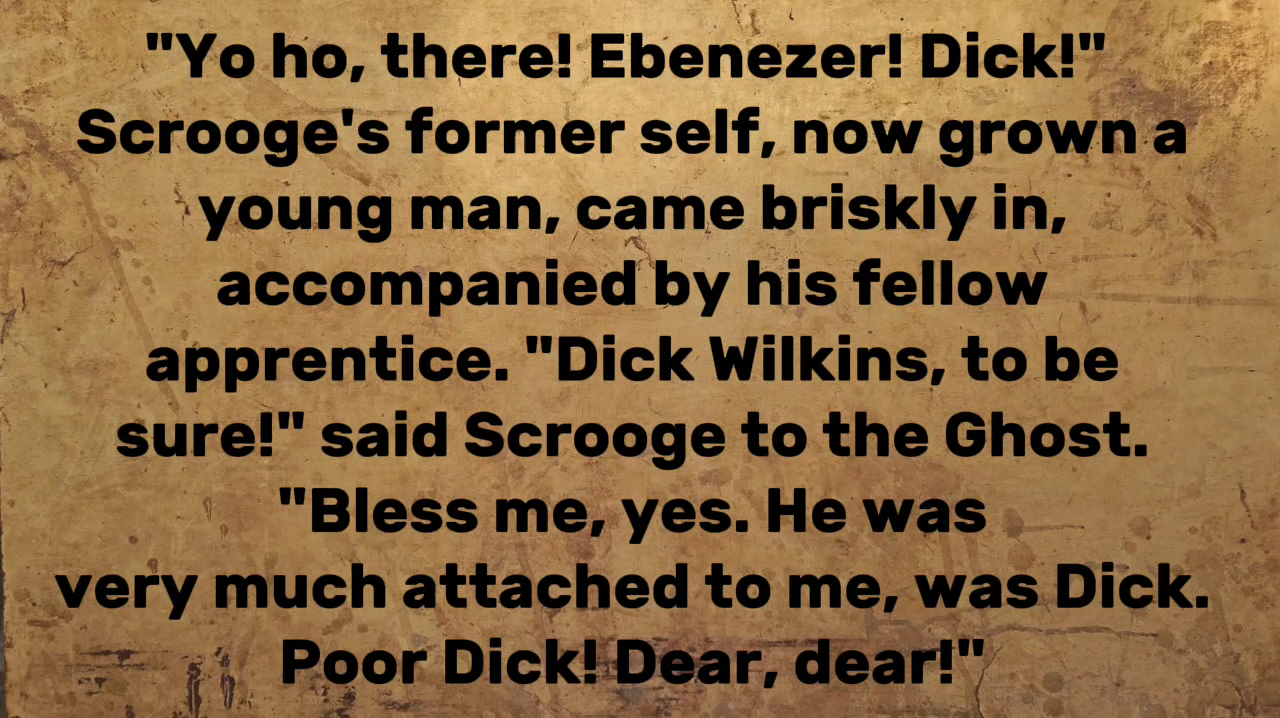 "Yo ho, there! Ebenezer! Dick!"
Scrooge's former self, now grown a
young man, came briskly in,
accompanied by his fellow
apprentice. "Dick Wilkins, to be
sure!" said Scrooge to the Ghost.
"Bless me, yes. He was
very much attached to me, was Dick.
Poor Dick! Dear, dear!"